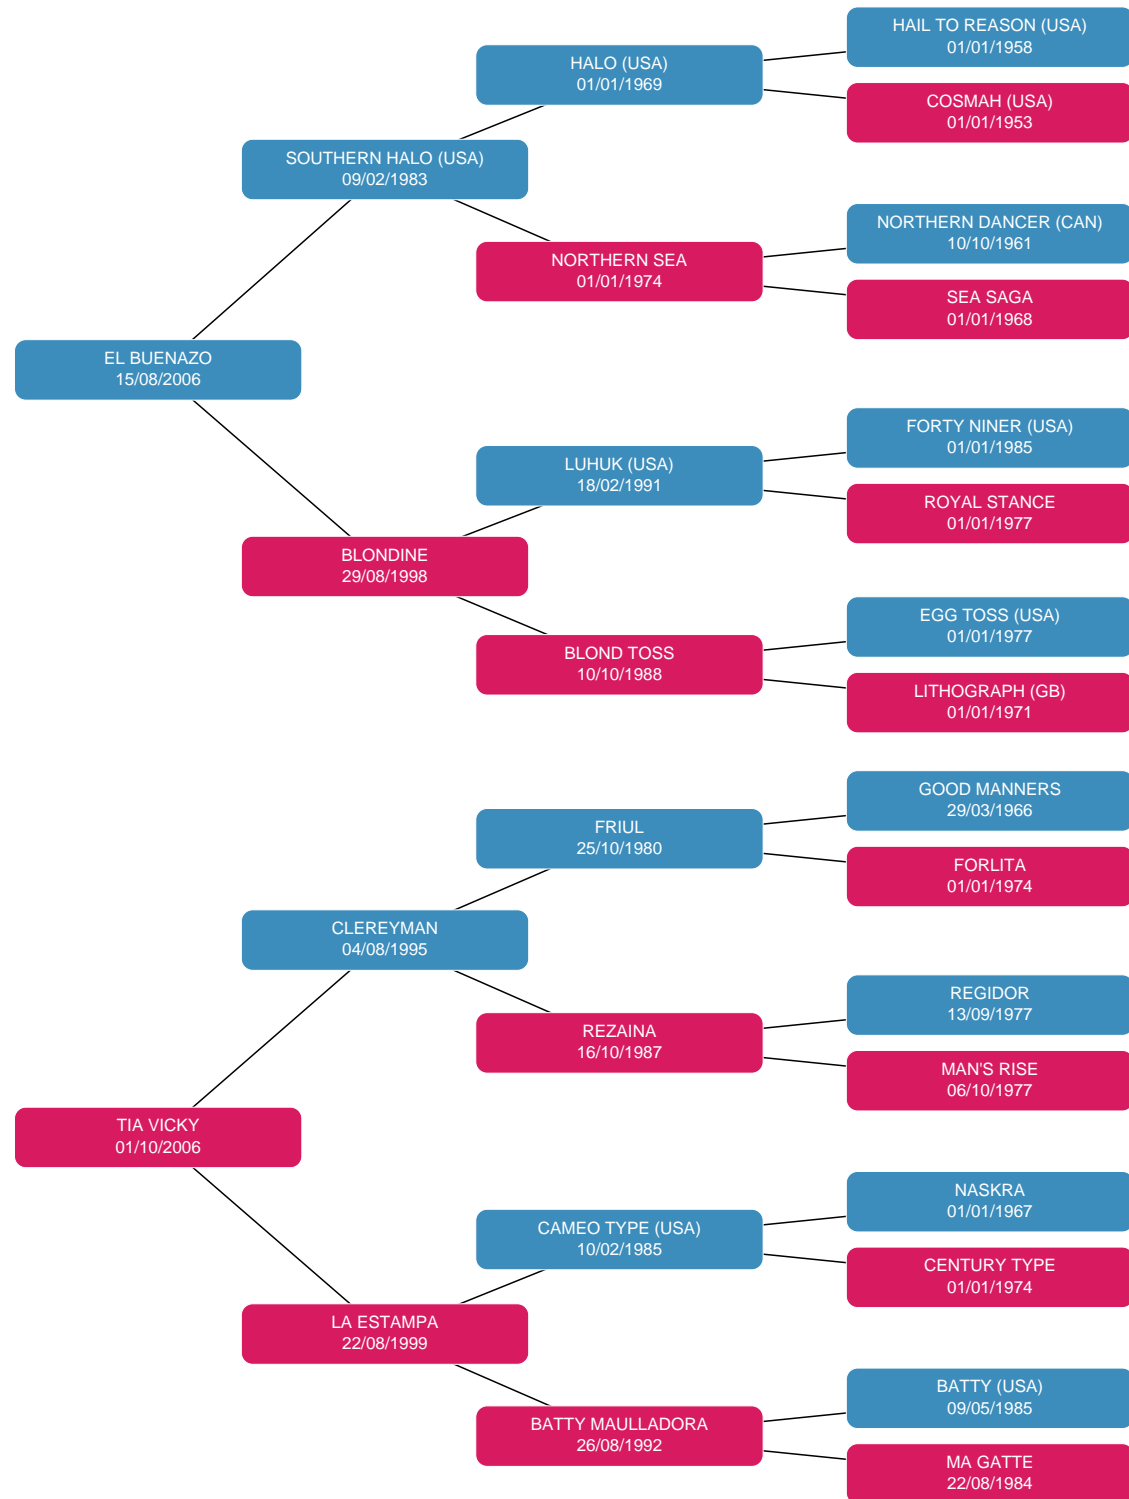 HAIL TO REASON (USA)
01/01/1958
HALO (USA)
01/01/1969
COSMAH (USA)
01/01/1953
SOUTHERN HALO (USA)
09/02/1983
NORTHERN DANCER (CAN)
10/10/1961
NORTHERN SEA
01/01/1974
SEA SAGA
01/01/1968
EL BUENAZO
15/08/2006
FORTY NINER (USA)
01/01/1985
LUHUK (USA)
18/02/1991
ROYAL STANCE
01/01/1977
BLONDINE
29/08/1998
EGG TOSS (USA)
01/01/1977
BLOND TOSS
10/10/1988
LITHOGRAPH (GB)
01/01/1971
GOOD MANNERS
29/03/1966
FRIUL
25/10/1980
FORLITA
01/01/1974
CLEREYMAN
04/08/1995
REGIDOR
13/09/1977
REZAINA
16/10/1987
MAN'S RISE
06/10/1977
TIA VICKY
01/10/2006
NASKRA
01/01/1967
CAMEO TYPE (USA)
10/02/1985
CENTURY TYPE
01/01/1974
LA ESTAMPA
22/08/1999
BATTY (USA)
09/05/1985
BATTY MAULLADORA
26/08/1992
MA GATTE
22/08/1984